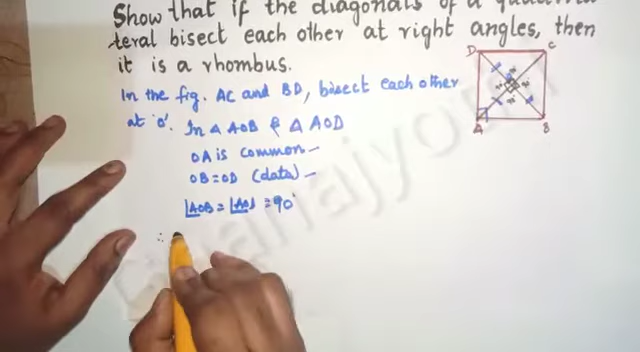 Show that if the diagonals of a quadrila
teral bisect each other at right angles, then
it is a rhombus.
In the fig. AC and BD, bisect each other
at 'o'. In △ AOB & △ AOD
OA is common
OB = OD (data)
∠AOB = ∠AOD = 90°
∴
D C
A B